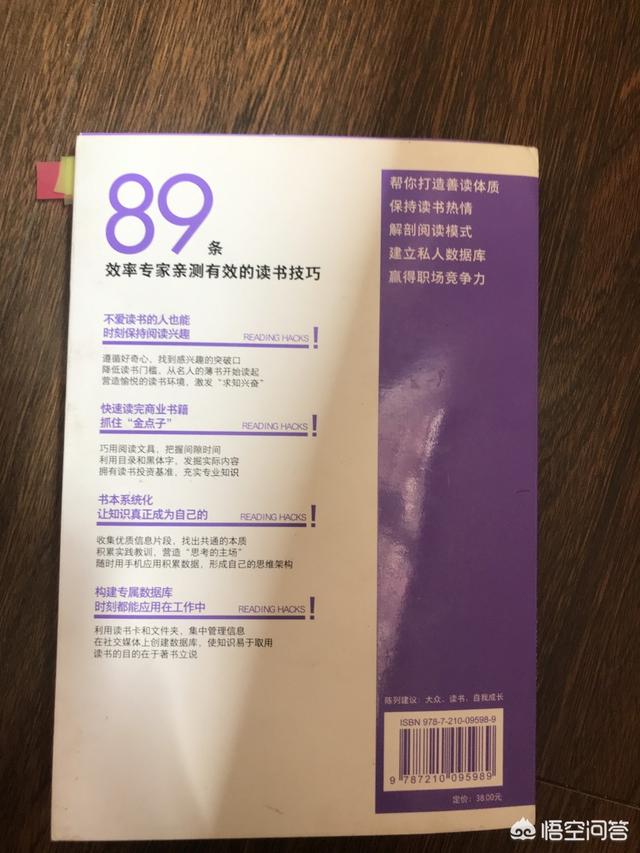 89
条
效率专家亲测有效的读书技巧
不爱读书的人也能
时刻保持阅读兴趣
READING HACKS !
遵循好奇心，找到感兴趣的突破口
降低读书门槛，从名人的薄书开始读起
营造愉悦的读书环境，激发“求知兴奋”
快速读完商业书籍
抓住“金点子”
READING HACKS !
巧用阅读文具，把握间隙时间
利用目录和黑体字，发掘实际内容
拥有读书投资基准，充实专业知识
书本系统化
让知识真正成为自己的
READING HACKS !
收集优质信息片段，找出共通的本质
积累实践教训，营造“思考的主场”
随时用手机应用积累数据，形成自己的思维架构
构建专属数据库
时刻都能应用在工作中
READING HACKS !
利用读书卡和文件夹，集中管理信息
在社交媒体上创建数据库，使知识易于取用
读书的目的在于著书立说
帮你打造善读体质
保持读书热情
解剖阅读模式
建立私人数据库
赢得职场竞争力
陈列建议：大众、读书、自我成长
ISBN 978-7-210-09598-9
9 787210 095989
定价：38.00元
悟空问答